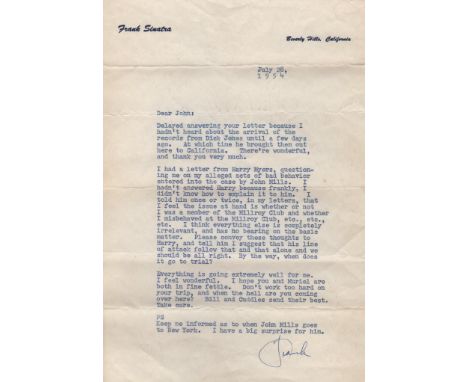 Frank Sinatra
Beverly Hills, California
July 28,
1954
Dear John:
Delayed answering your letter because I
hadn't heard about the arrival of the
records from Dick Jones until a few days
ago. At which time he brought them out
here to California. There're wonderful,
and thank you very much.
I had a letter from Harry Myers, question-
ing me on my alleged acts of bad behavior
entered into the case by John Mills. I
hadn't answered Harry because frankly, I
didn't know how to explain it to him. I
told him once or twice, in my letters, that
I feel the issue at hand is whether or not
I was a member of the Millroy Club and whether
I misbehaved at the Millroy Club, etc., etc.,
etc. I think everything else is completely
irrelevant, and has no bearing on the basic
matter. Please convey these thoughts to
Harry, and tell him I suggest that his line
of attack follow that and that alone and we
should be all right. By the way, when does
it go to trial?
Everything is going extremely well for me.
I feel wonderful. I hope you and Muriel are
both in fine fettle. Don't work too hard on
your trip, and when the hell are you coming
over here? Bill and Cuddles send their best.
Take care.
PS
Keep me informed as to when John Mills goes
to New York. I have a big surprise for him.
Frank